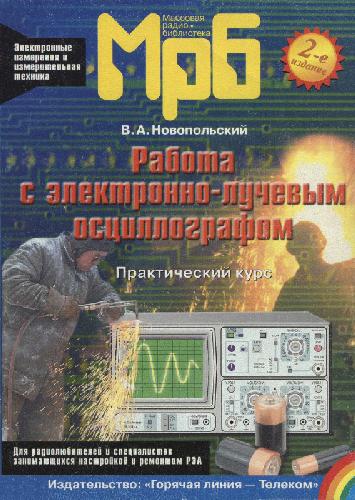 Электронные
измерения и
измерительная
техника
МРБ
Массовая
радио-
библиотека
2-е
издание
В. А. Новопольский
Работа
с электронно-лучевым
осциллографом
Практический курс
Для радиолюбителей и специалистов
занимающихся настройкой и ремонтом РЭА
Издательство: «Горячая линия — Телеком»